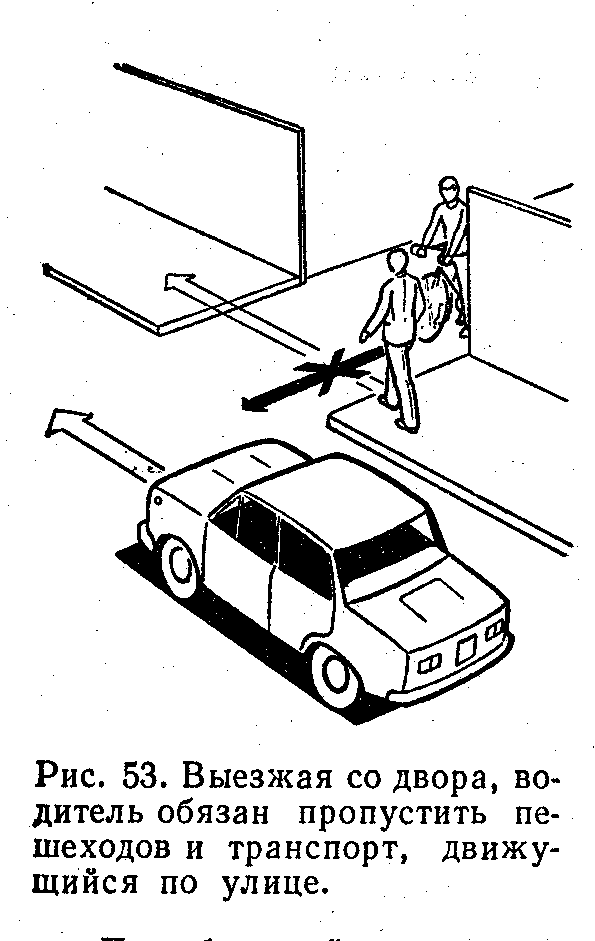 Рис. 53. Выезжая со двора, во-
дитель обязан пропустить пе-
шеходов и транспорт, движу-
щийся по улице.